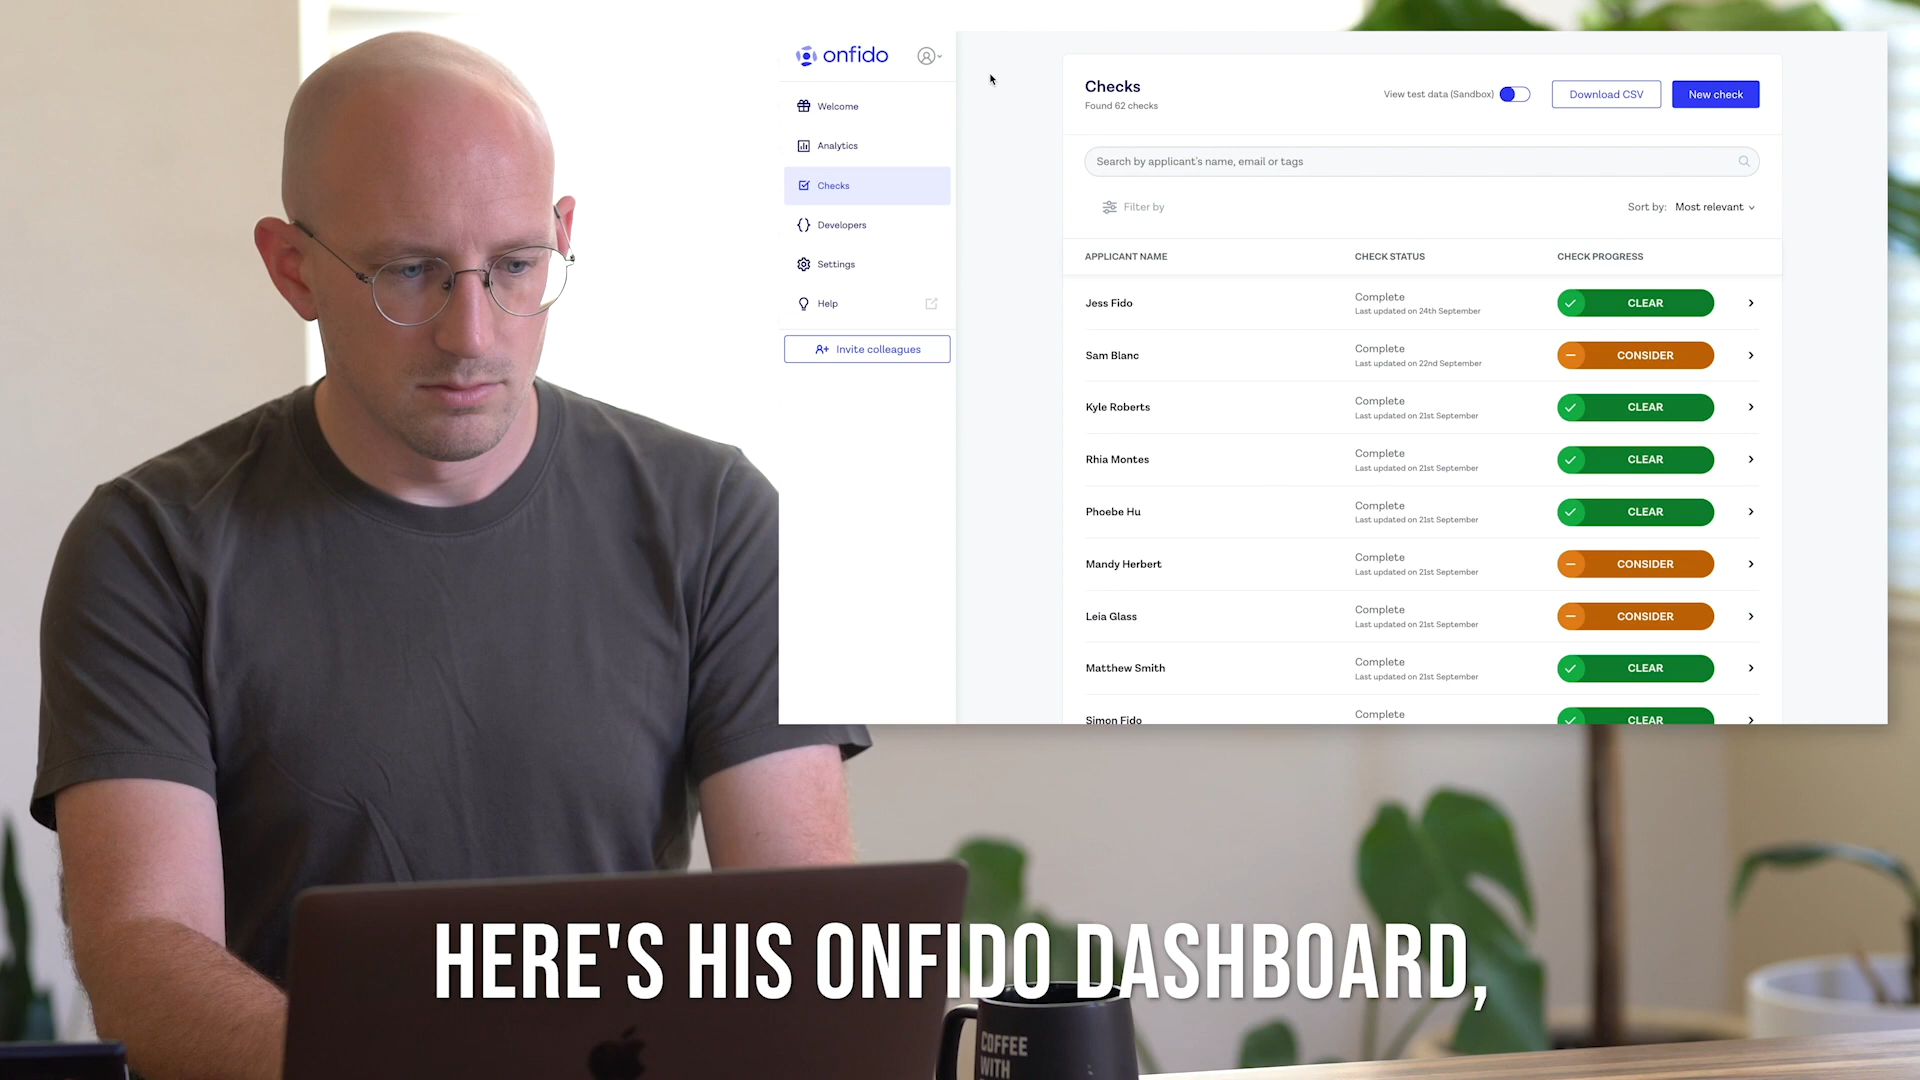 onfido
Welcome
Analytics
Checks
Developers
Settings
Help
Invite colleagues
Checks
Found 62 checks
View test data (Sandbox)
Download CSV
New check
Search by applicant's name, email or tags
Filter by
Sort by: Most relevant
APPLICANT NAME CHECK STATUS CHECK PROGRESS
Jess Fido Complete CLEAR
Last updated on 24th September
Sam Blanc Complete CONSIDER
Last updated on 22nd September
Kyle Roberts Complete CLEAR
Last updated on 21st September
Rhia Montes Complete CLEAR
Last updated on 21st September
Phoebe Hu Complete CLEAR
Last updated on 21st September
Mandy Herbert Complete CONSIDER
Last updated on 21st September
Leia Glass Complete CONSIDER
Last updated on 21st September
Matthew Smith Complete CLEAR
Last updated on 21st September
Simon Fido Complete CLEAR
HERE'S HIS ONFIDO DASHBOARD,
COFFEE
WITH